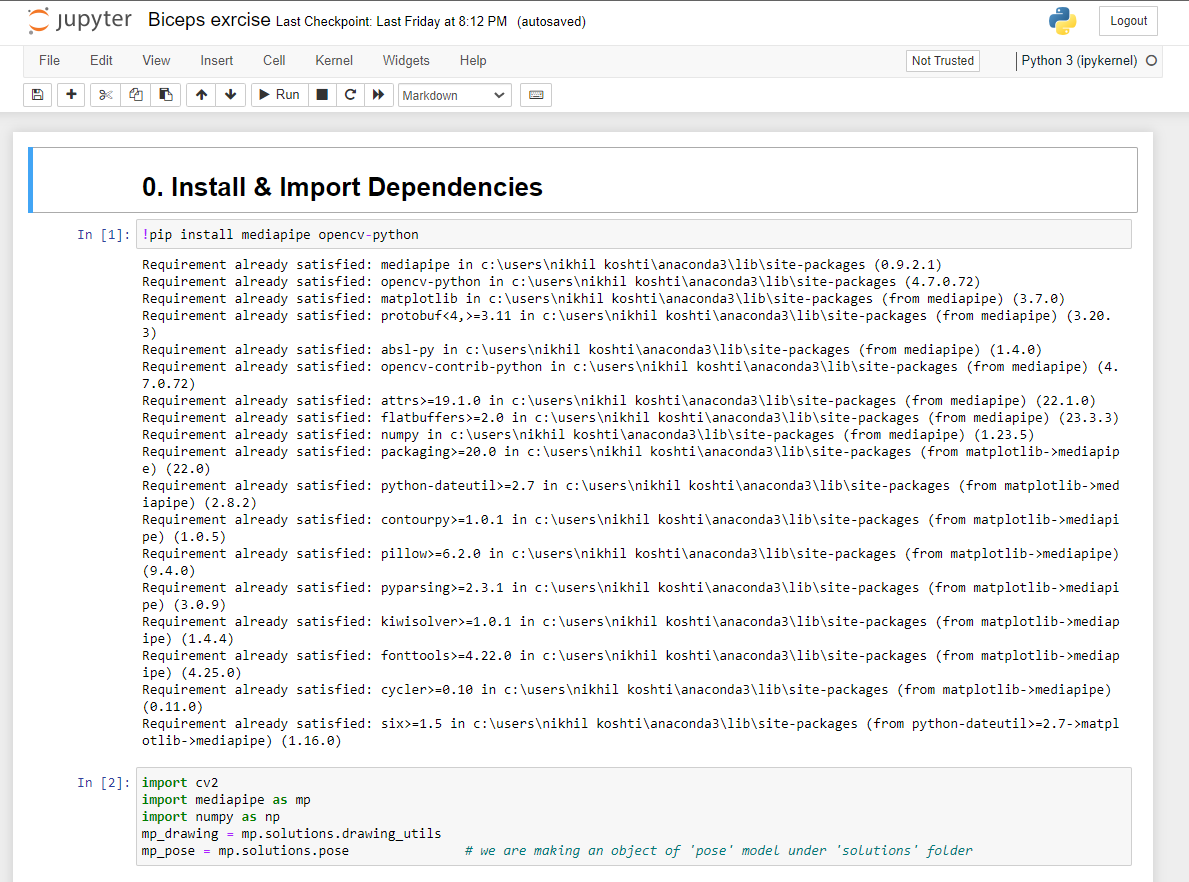 jupyter Biceps exrcise Last Checkpoint: Last Friday at 8:12 PM (autosaved) Logout
File Edit View Insert Cell Kernel Widgets Help Not Trusted Python 3 (ipykernel)
Run Markdown
0. Install & Import Dependencies
In [1]: !pip install mediapipe opencv-python
Requirement already satisfied: mediapipe in c:\users\nikhil koshti\anaconda3\lib\site-packages (0.9.2.1)
Requirement already satisfied: opencv-python in c:\users\nikhil koshti\anaconda3\lib\site-packages (4.7.0.72)
Requirement already satisfied: matplotlib in c:\users\nikhil koshti\anaconda3\lib\site-packages (from mediapipe) (3.7.0)
Requirement already satisfied: protobuf<4,>=3.11 in c:\users\nikhil koshti\anaconda3\lib\site-packages (from mediapipe) (3.20.
3)
Requirement already satisfied: absl-py in c:\users\nikhil koshti\anaconda3\lib\site-packages (from mediapipe) (1.4.0)
Requirement already satisfied: opencv-contrib-python in c:\users\nikhil koshti\anaconda3\lib\site-packages (from mediapipe) (4.
7.0.72)
Requirement already satisfied: attrs>=19.1.0 in c:\users\nikhil koshti\anaconda3\lib\site-packages (from mediapipe) (22.1.0)
Requirement already satisfied: flatbuffers>=2.0 in c:\users\nikhil koshti\anaconda3\lib\site-packages (from mediapipe) (23.3.3)
Requirement already satisfied: numpy in c:\users\nikhil koshti\anaconda3\lib\site-packages (from mediapipe) (1.23.5)
Requirement already satisfied: packaging>=20.0 in c:\users\nikhil koshti\anaconda3\lib\site-packages (from matplotlib->mediapip
e) (22.0)
Requirement already satisfied: python-dateutil>=2.7 in c:\users\nikhil koshti\anaconda3\lib\site-packages (from matplotlib->med
iapipe) (2.8.2)
Requirement already satisfied: contourpy>=1.0.1 in c:\users\nikhil koshti\anaconda3\lib\site-packages (from matplotlib->mediapi
pe) (1.0.5)
Requirement already satisfied: pillow>=6.2.0 in c:\users\nikhil koshti\anaconda3\lib\site-packages (from matplotlib->mediapipe)
(9.4.0)
Requirement already satisfied: pyparsing>=2.3.1 in c:\users\nikhil koshti\anaconda3\lib\site-packages (from matplotlib->mediapi
pe) (3.0.9)
Requirement already satisfied: kiwisolver>=1.0.1 in c:\users\nikhil koshti\anaconda3\lib\site-packages (from matplotlib->mediap
ipe) (1.4.4)
Requirement already satisfied: fonttools>=4.22.0 in c:\users\nikhil koshti\anaconda3\lib\site-packages (from matplotlib->mediap
ipe) (4.25.0)
Requirement already satisfied: cycler>=0.10 in c:\users\nikhil koshti\anaconda3\lib\site-packages (from matplotlib->mediapipe)
(0.11.0)
Requirement already satisfied: six>=1.5 in c:\users\nikhil koshti\anaconda3\lib\site-packages (from python-dateutil>=2.7->matpl
otlib->mediapipe) (1.16.0)
In [2]: import cv2
import mediapipe as mp
import numpy as np
mp_drawing = mp.solutions.drawing_utils
mp_pose = mp.solutions.pose # we are making an object of 'pose' model under 'solutions' folder